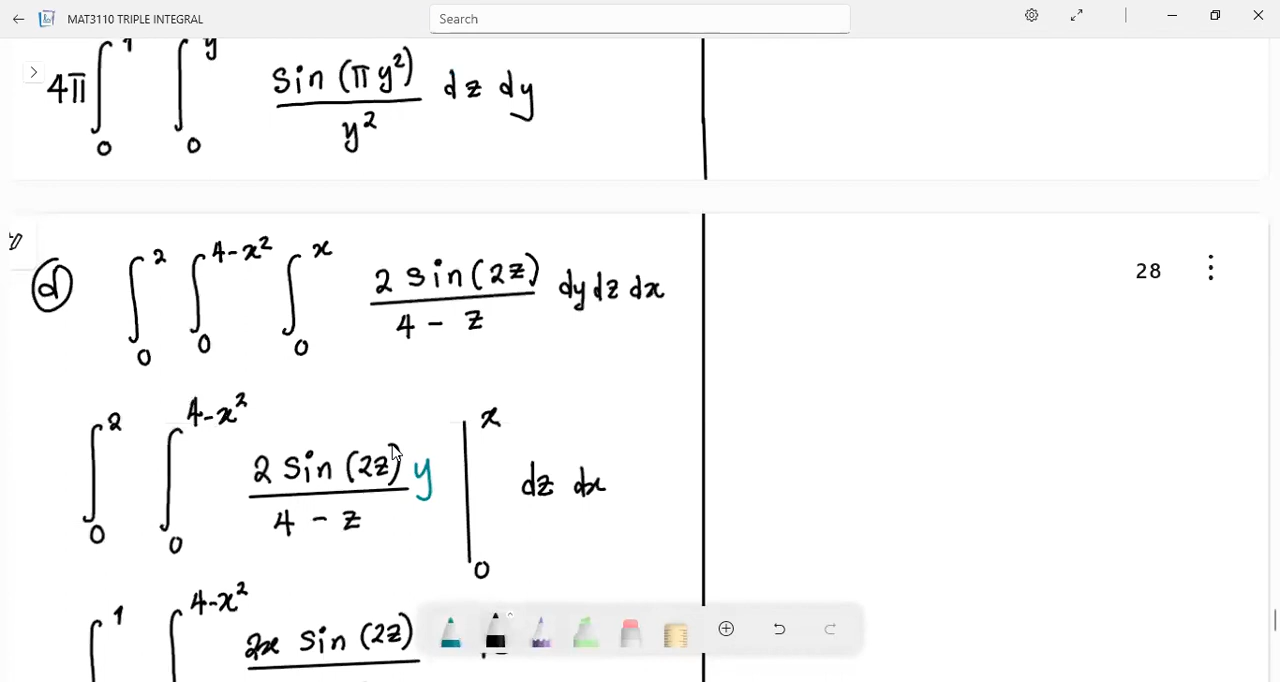 MAT3110 TRIPLE INTEGRAL
Search
4π ∫₀¹ ∫₀ʸ sin (πy²) / y² dz dy
28
(d) ∫₀² ∫₀^(4-x²) ∫₀ˣ 2 sin(2z) / 4 - z dy dz dx
∫₀² ∫₀^(4-x²) 2 sin (2z) / 4 - z y |₀ˣ dz dx
∫ ¹ ∫ ^(4-x²) 2x sin (2z)